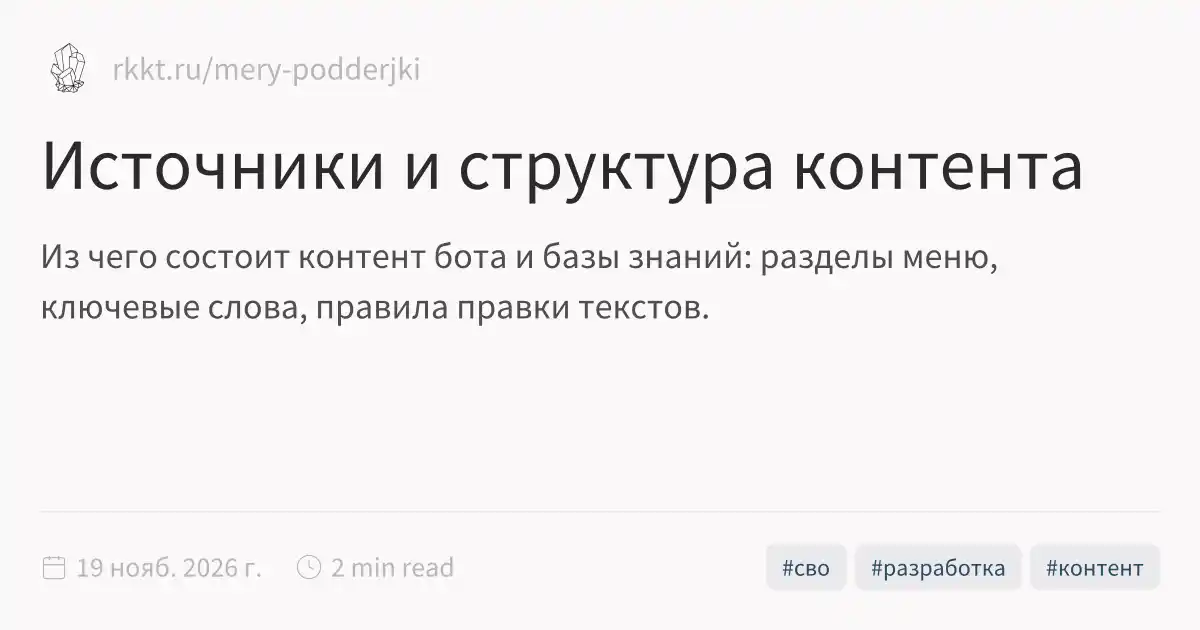 rkkt.ru/mery-podderjki
Источники и структура контента
Из чего состоит контент бота и базы знаний: разделы меню,
ключевые слова, правила правки текстов.
19 нояб. 2026 г. 2 min read #сво #разработка #контент